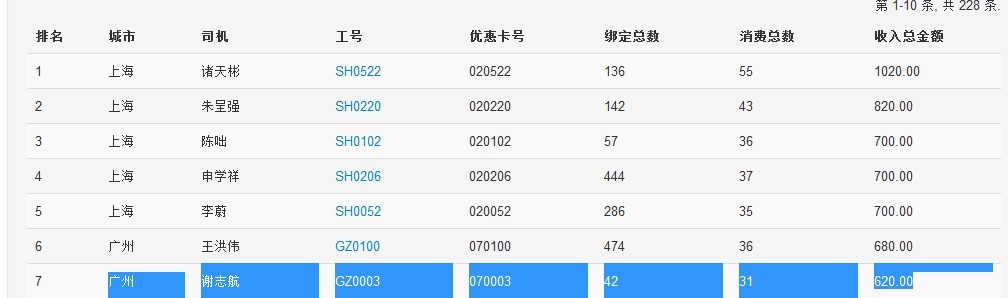 第 1-10 条, 共 228 条.
排名 城市 司机 工号 优惠卡号 绑定总数 消费总数 收入总金额
1 上海 诸天彬 SH0522 020522 136 55 1020.00
2 上海 朱呈强 SH0220 020220 142 43 820.00
3 上海 陈咄 SH0102 020102 57 36 700.00
4 上海 申学祥 SH0206 020206 444 37 700.00
5 上海 李蔚 SH0052 020052 286 35 700.00
6 广州 王洪伟 GZ0100 070100 474 36 680.00
7 广州 谢志航 GZ0003 070003 42 31 620.00